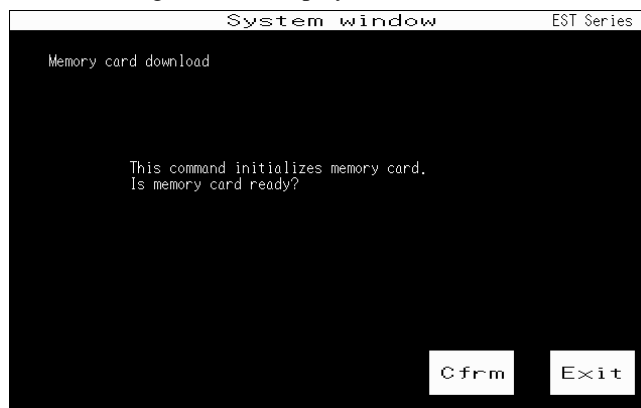 System window
EST Series
Memory card download
This command initializes memory card.
Is memory card ready?
Cfrm
Exit